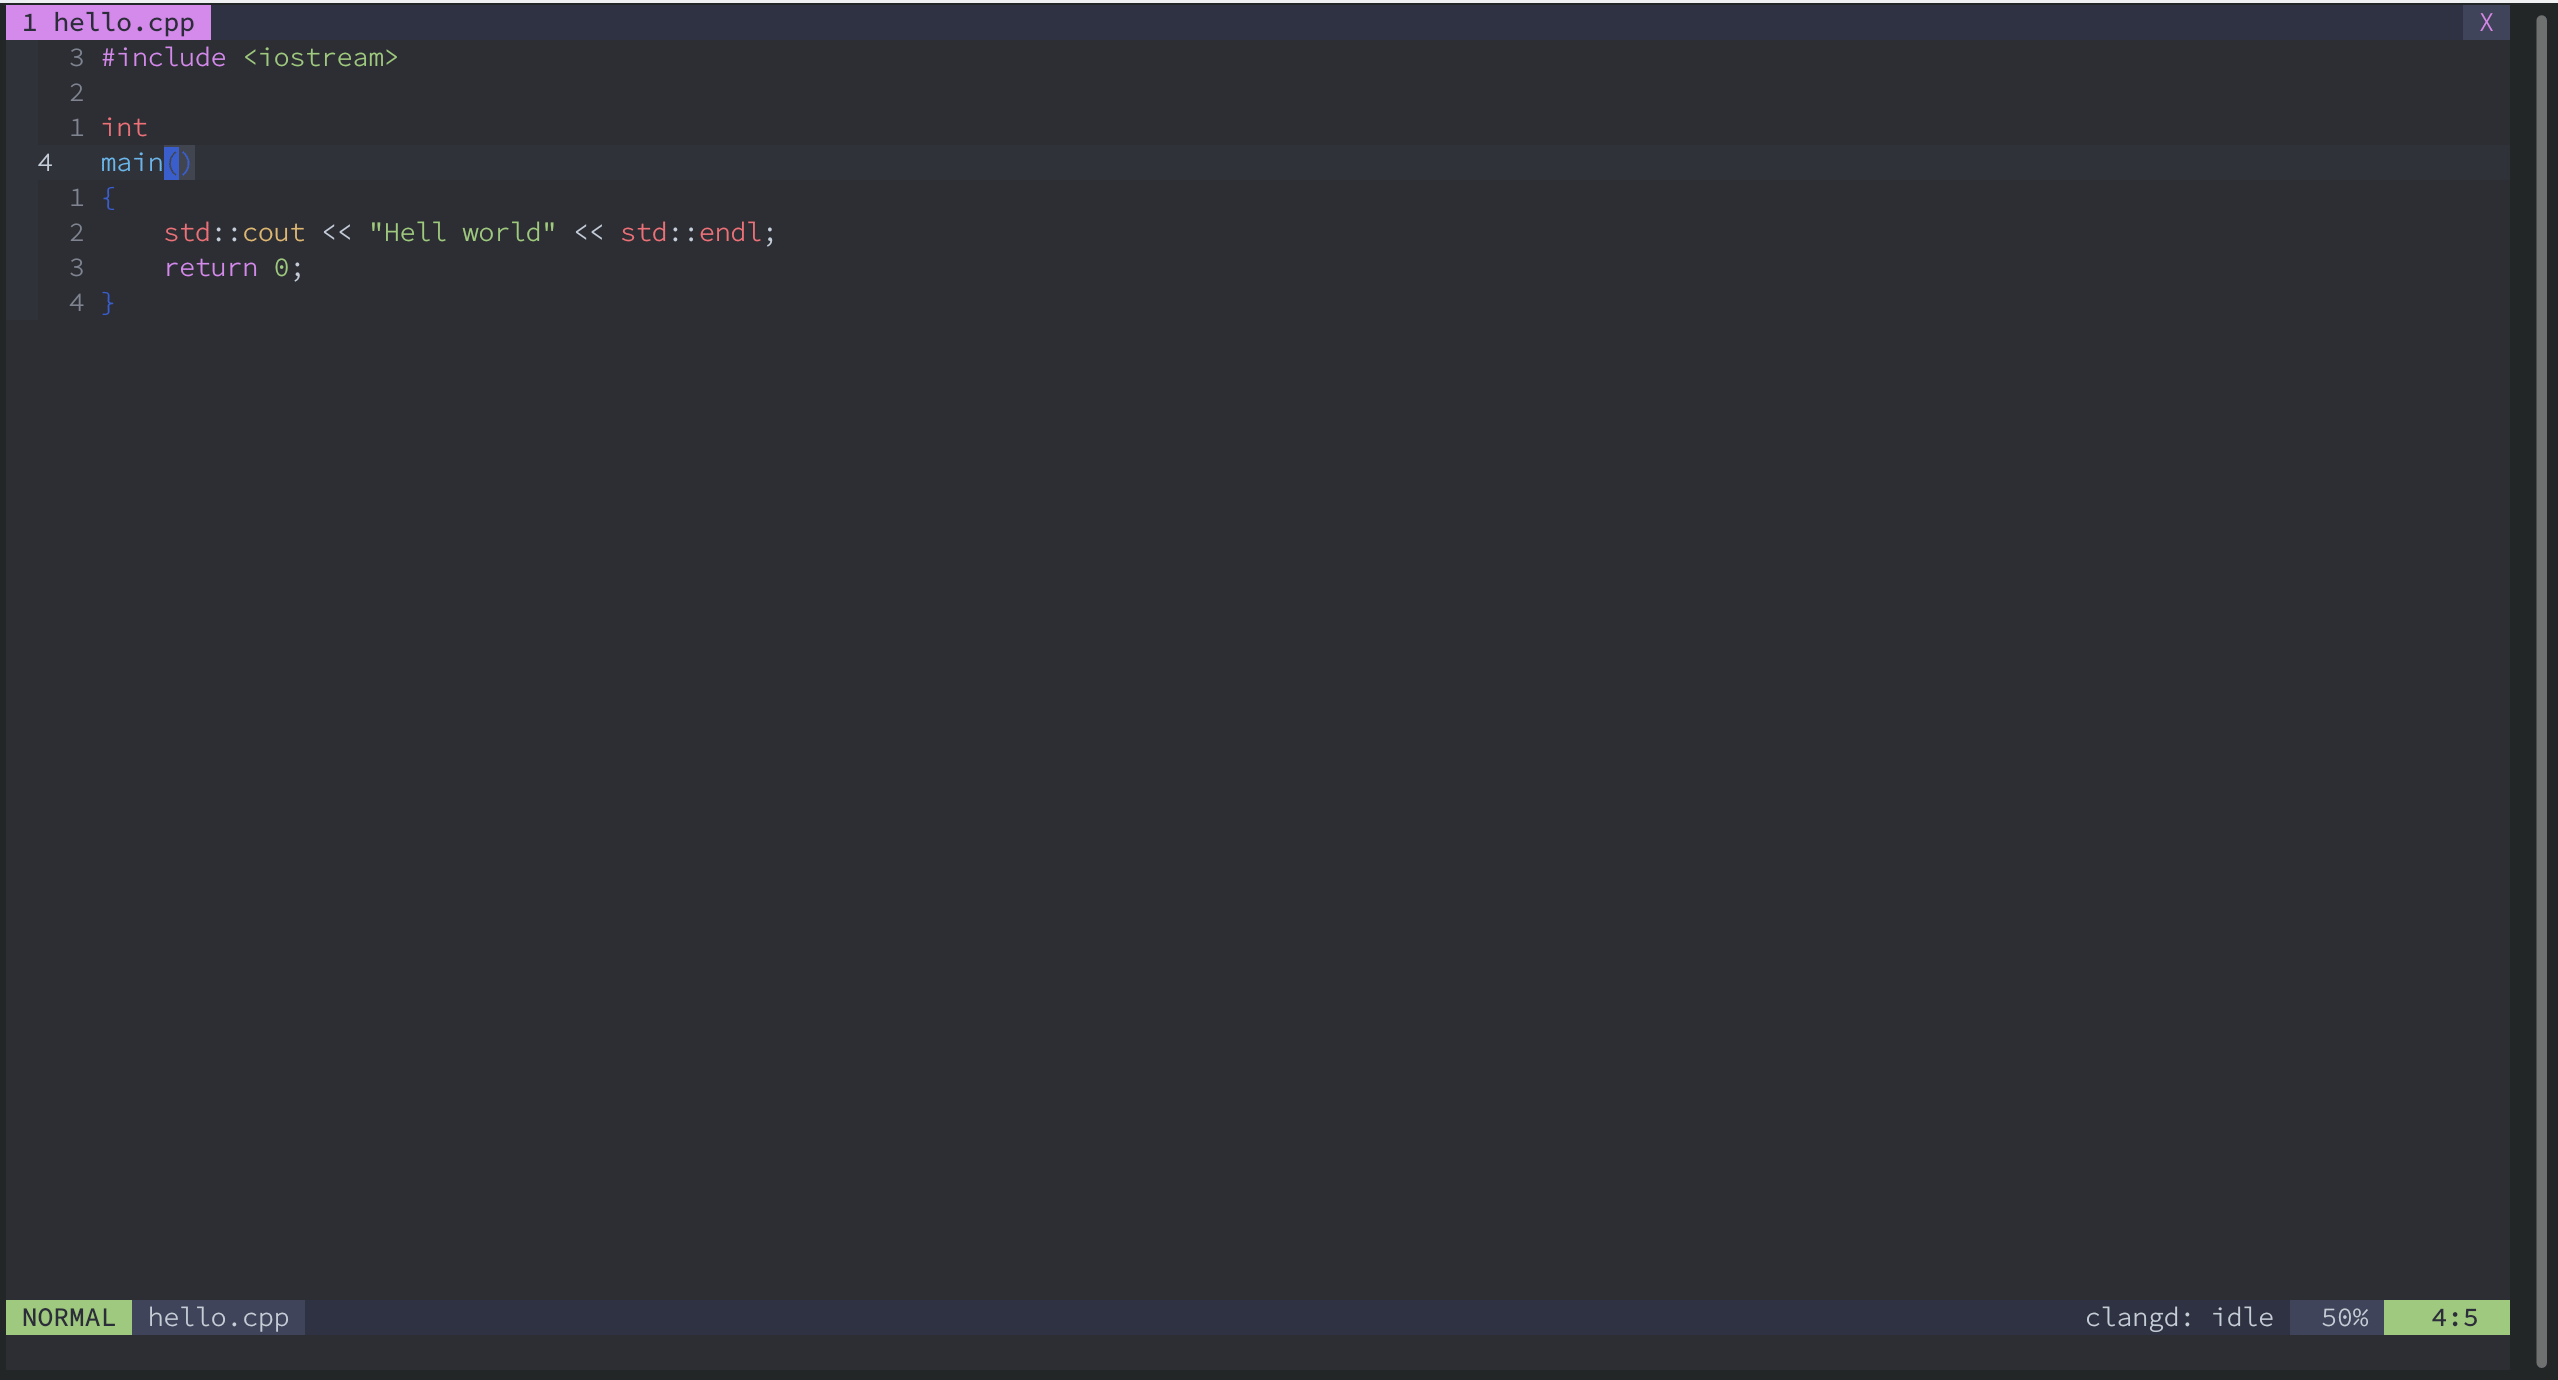 1 hello.cpp X
3 #include <iostream>
2
1 int
4 main()
1 {
2     std::cout << "Hell world" << std::endl;
3     return 0;
4 }
NORMAL hello.cpp clangd: idle 50% 4:5